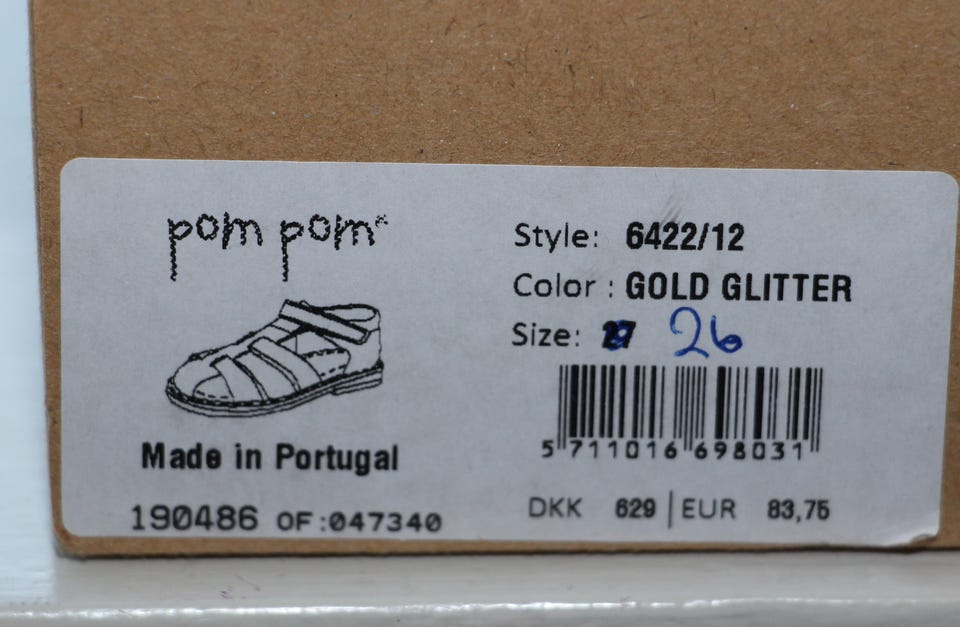 pom pom®
Made in Portugal
190486 OF:047340
Style: 6422/12
Color : GOLD GLITTER
Size: 27 26
5 711016 698031
DKK 629 | EUR 83,75